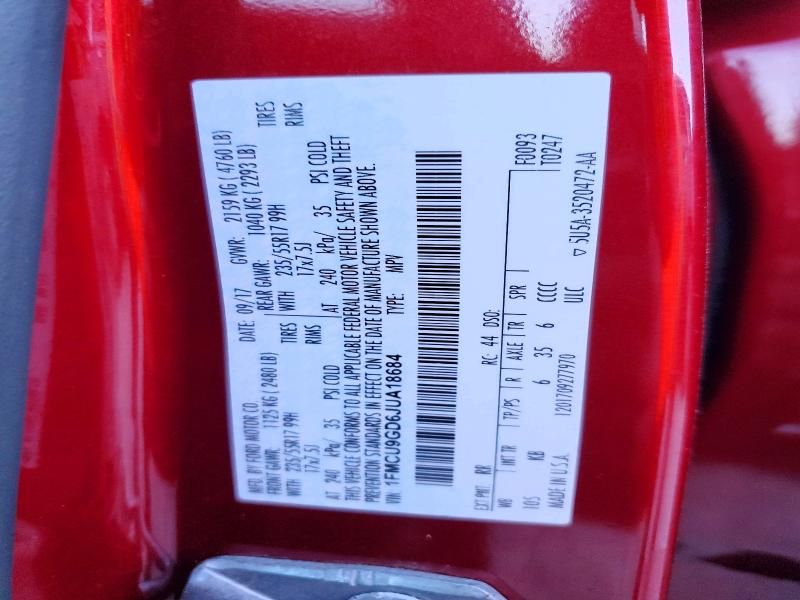 MFD. BY FORD MOTOR CO.
DATE: 09/17 GVWR: 2159 KG ( 4760 LB)
FRONT GAWR: 1125 KG ( 2480 LB) REAR GAWR: 1040 KG ( 2293 LB)
WITH 235/55R17 99H TIRES WITH 235/55R17 99H TIRES
17x7.5J RIMS 17x7.5J RIMS
AT 240 kPa/ 35 PSI COLD AT 240 kPa/ 35 PSI COLD
THIS VEHICLE CONFORMS TO ALL APPLICABLE FEDERAL MOTOR VEHICLE SAFETY AND THEFT
PREVENTION STANDARDS IN EFFECT ON THE DATE OF MANUFACTURE SHOWN ABOVE.
VIN: 1FMCU9GD6JUA18684 TYPE: MPV
EXT PNT: RR RC: 44 DSO: F0093
WB INT TR TP/PS R AXLE TR SPR T0247
105 KB 6 35 6 CCCC
MADE IN U.S.A. 1201709277970 ULC
▽ 5U5A-3520472-AA